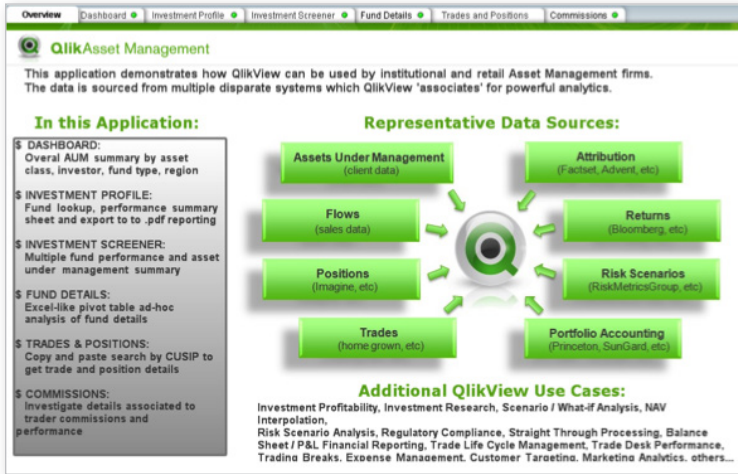 Overview Dashboard Investment Profile Investment Screener Fund Details Trades and Positions Commissions
QlikAsset Management
This application demonstrates how QlikView can be used by institutional and retail Asset Management firms.
The data is sourced from multiple disparate systems which QlikView 'associates' for powerful analytics.
In this Application:
$ DASHBOARD:
Overal AUM summary by asset
class, investor, fund type, region
$ INVESTMENT PROFILE:
Fund lookup, performance summary
sheet and export to to .pdf reporting
$ INVESTMENT SCREENER:
Multiple fund performance and asset
under management summary
$ FUND DETAILS:
Excel-like pivot table ad-hoc
analysis of fund details
$ TRADES & POSITIONS:
Copy and paste search by CUSIP to
get trade and position details
$ COMMISSIONS:
Investigate details associated to
trader commissions and
performance
Representative Data Sources:
Assets Under Management
(client data)
Attribution
(Factset, Advent, etc)
Flows
(sales data)
Returns
(Bloomberg, etc)
Positions
(Imagine, etc)
Risk Scenarios
(RiskMetricsGroup, etc)
Trades
(home grown, etc)
Portfolio Accounting
(Princeton, SunGard, etc)
Additional QlikView Use Cases:
Investment Profitability, Investment Research, Scenario / What-if Analysis, NAV
Interpolation,
Risk Scenario Analysis, Regulatory Compliance, Straight Through Processing, Balance
Sheet / P&L Financial Reporting, Trade Life Cycle Management, Trade Desk Performance,
Trading Breaks, Expense Management, Customer Targeting, Marketing Analytics, others...